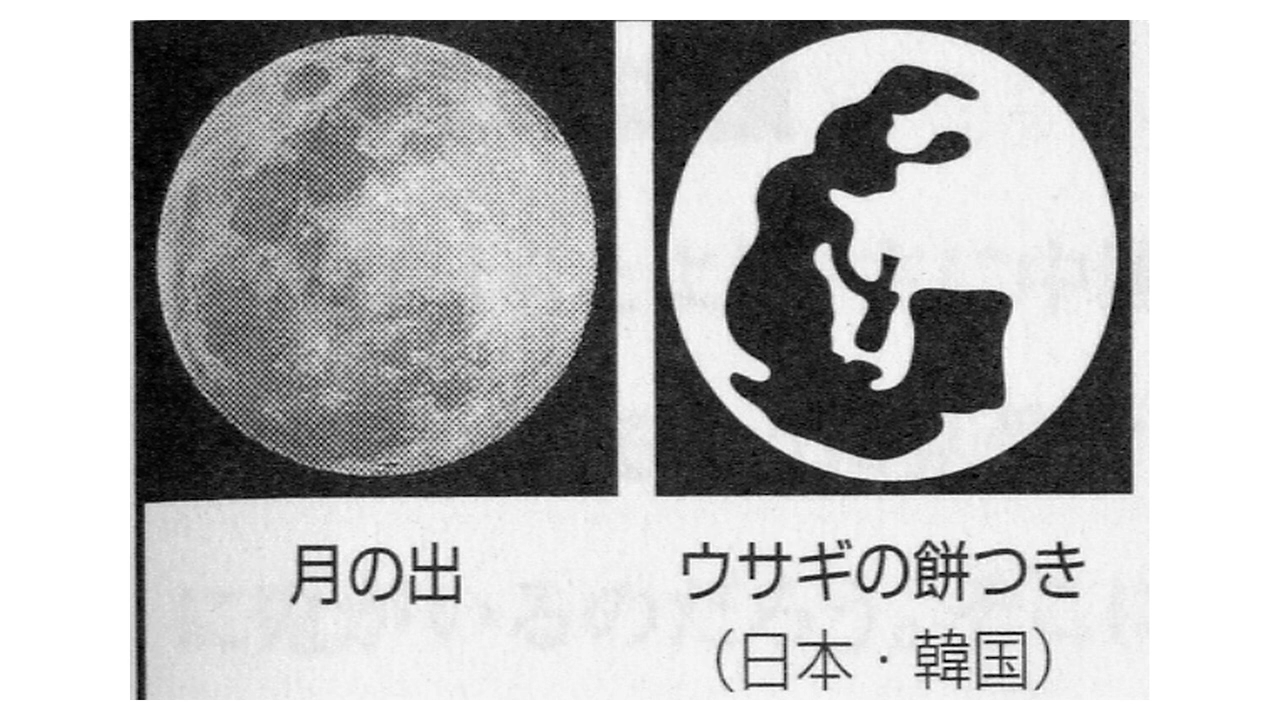 月の出
ウサギの餅つき
（日本・韓国）